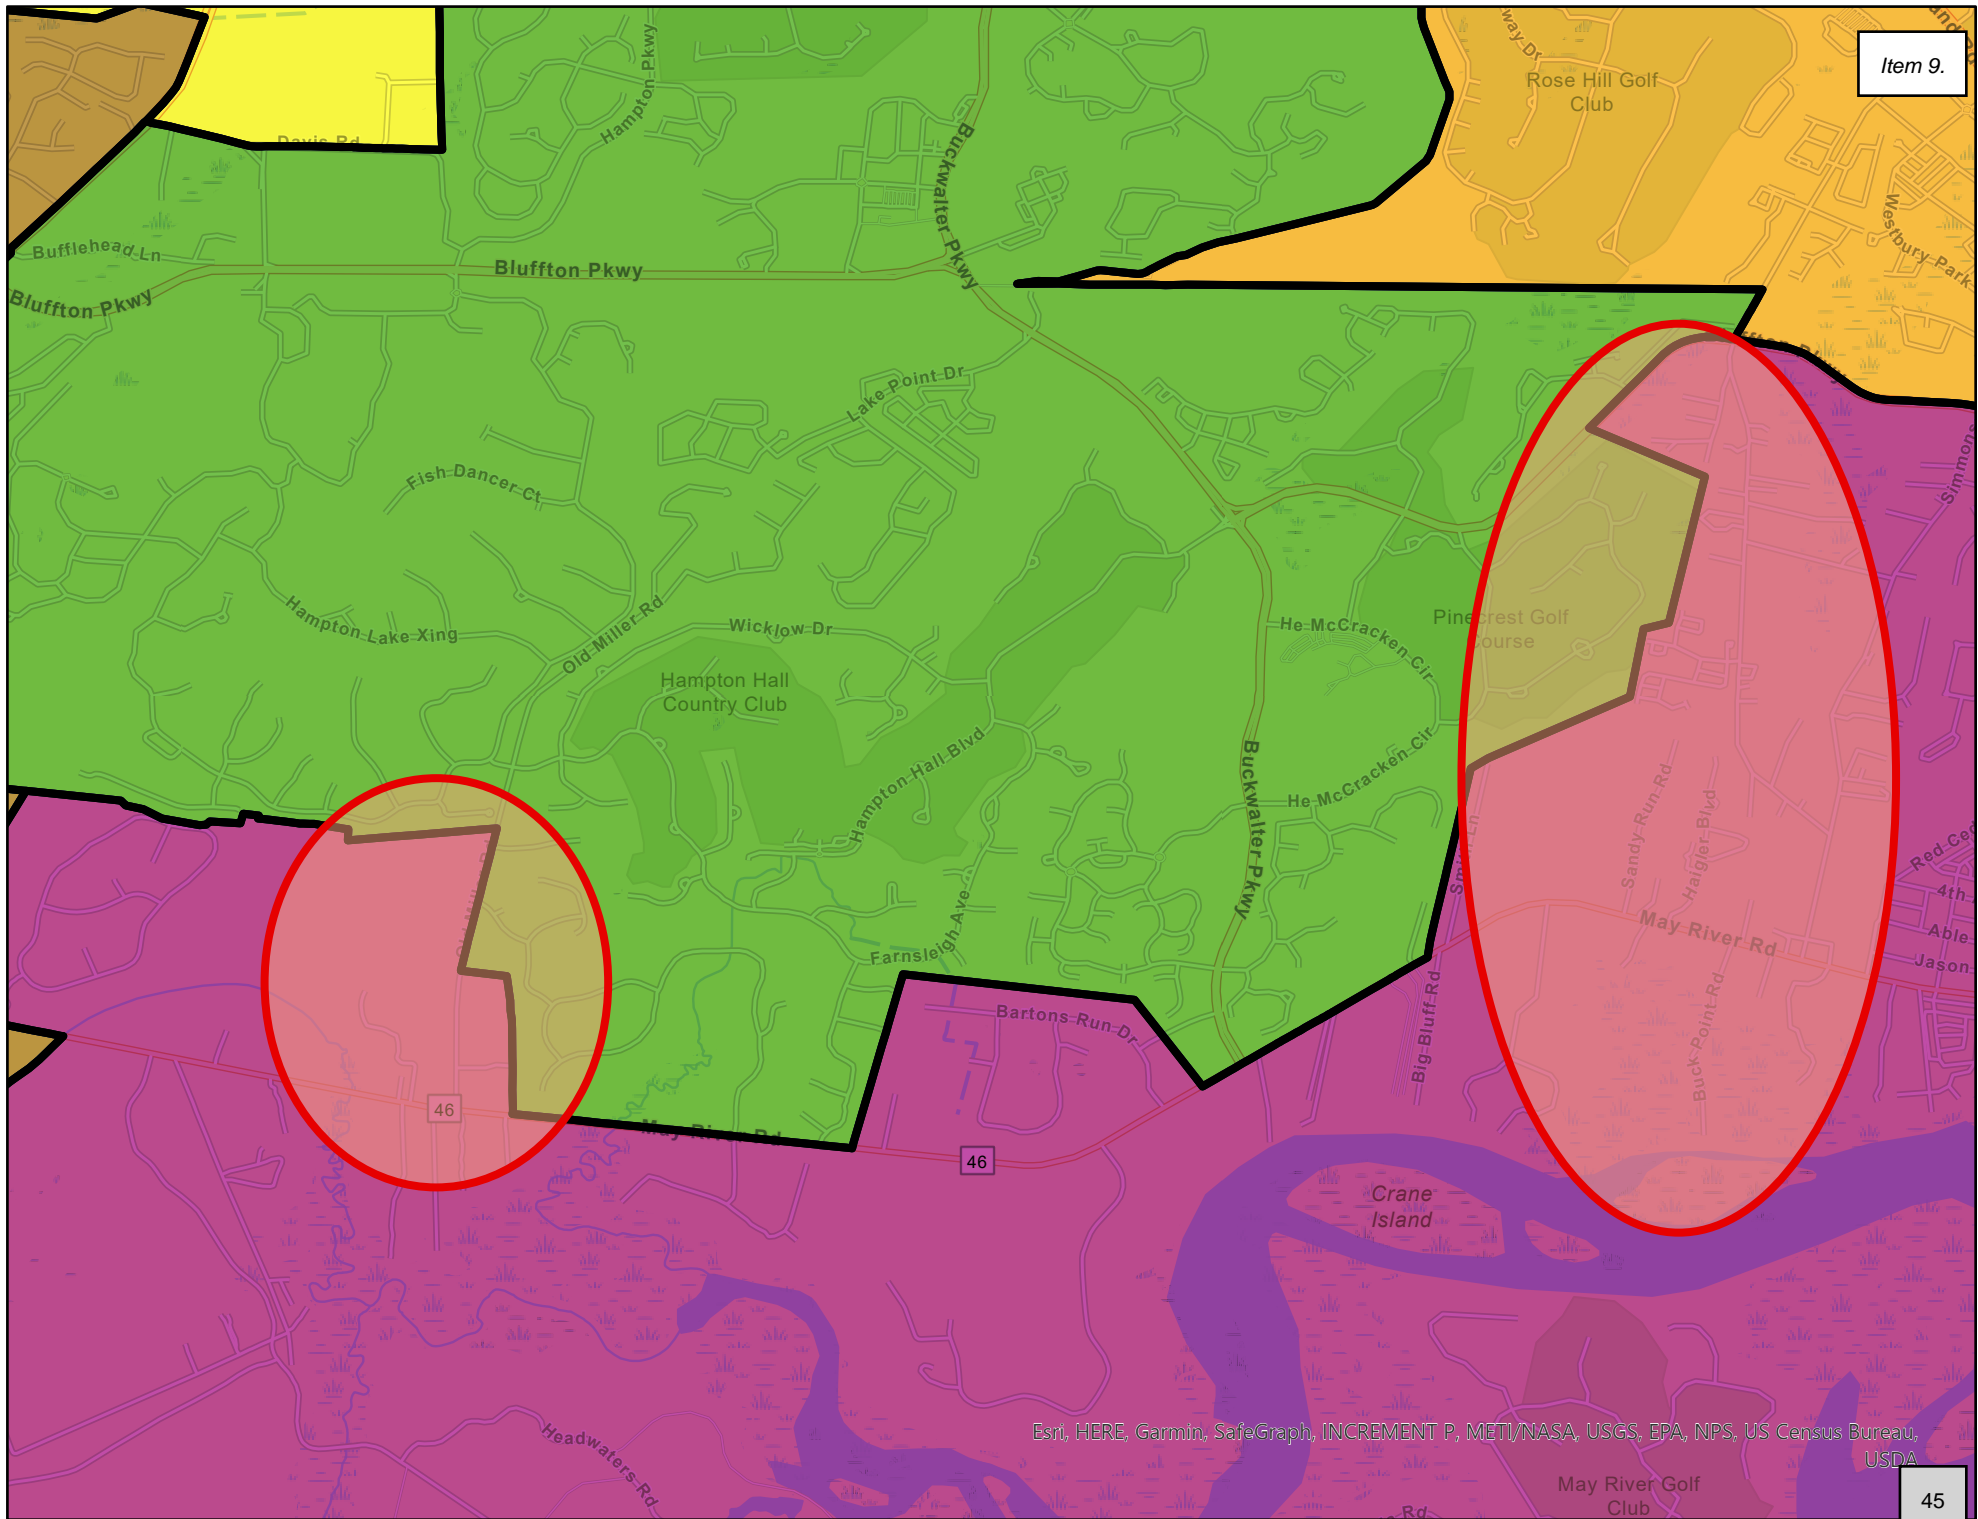 Item 9.
Rose Hill Golf
Club
Westbury Park
Davis Rd
Hampton Pkwy
Buckwalter Pkwy
Bufflehead Ln
Bluffton Pkwy
Bluffton Pkwy
Lake Point Dr
Simmons
Fish Dancer Ct
Hampton Lake Xing
Old Miller Rd
Wicklow Dr
He McCracken Cir
Pinecrest Golf
Course
Hampton Hall
Country Club
Hampton Hall Blvd
Buckwalter Pkwy
He McCracken Cir
Sandy Run Rd
Haigler Blvd
4th
Able
Jason
May River Rd
Farnsleigh Ave
Bartons Run Dr
Big Bluff Rd
Buck Point Rd
46
May River Rd
46
Crane
Island
Headwaters Rd
Esri, HERE, Garmin, SafeGraph, INCREMENT P, METI/NASA, USGS, EPA, NPS, US Census Bureau,
USDA
May River Golf
Club
Rd
45